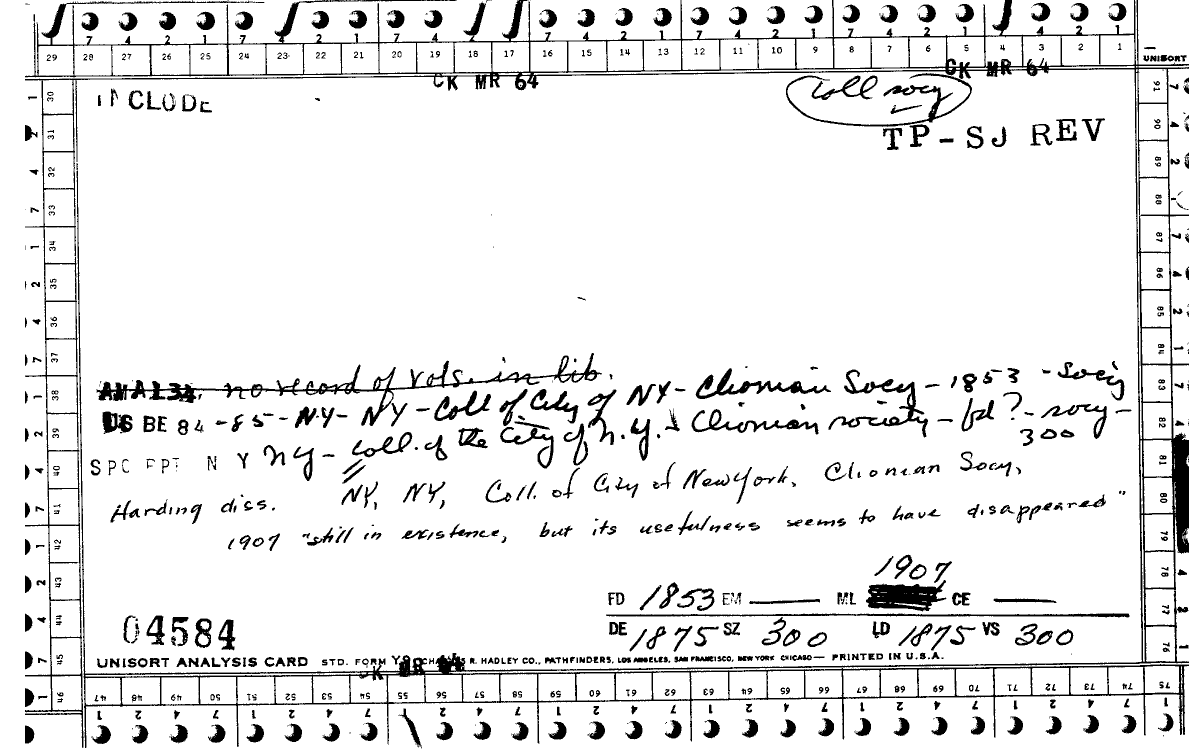 7 4 2 1 7 4 2 1 7 4 2 1 7 4 2 1 7 4 2 1 7 4 2 1 7 4 2 1
29 28 27 26 25 24 23 22 21 20 19 18 17 16 15 14 13 12 11 10 9 8 7 6 5 4 3 2 1
UNISORT
CK MR 64 CK MR 64
INCLUDE
coll socy
TP-SJ REV
AMA134. no record of vols. in lib.
US BE 84-85-NY-NY-Coll of City of NY-Clionian Socy-1853-Socy
SPC EPT N Y NY-Coll. of the City of N.Y. Clionian society-fd?-socy-
300
Harding diss. NY, NY, Coll. of City of New York, Clionian Socy,
1907 "still in existence, but its usefulness seems to have disappeared"
1907
FD 1853 EM — ML CE —
04584
DE 1875 SZ 300 LD 1875 VS 300
UNISORT ANALYSIS CARD STD. FORM Y9 CHAS. R. HADLEY CO., PATHFINDERS, LOS ANGELES, SAN FRANCISCO, NEW YORK CHICAGO — PRINTED IN U.S.A.
CK MR 64
30 31 32 33 34 35 36 37 38 39 40 41 42 43 44 45 46
91 90 89 88 87 86 85 84 83 82 81 80 79 78 77 76 75
47 48 49 50 51 52 53 54 55 56 57 58 59 60 61 62 63 64 65 66 67 68 69 70 71 72 73 74
1 2 4 7 1 2 4 7 1 2 4 7 1 2 4 7 1 2 4 7 1 2 4 7 1 2 4 7